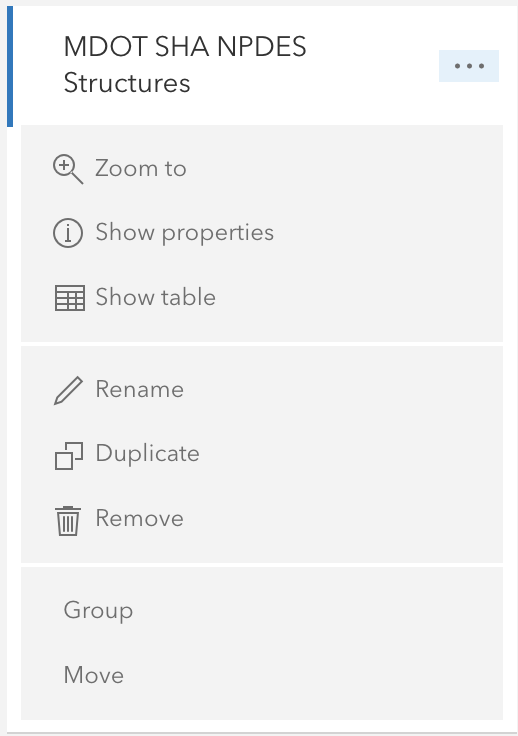 MDOT SHA NPDES
Structures
Zoom to
Show properties
Show table
Rename
Duplicate
Remove
Group
Move